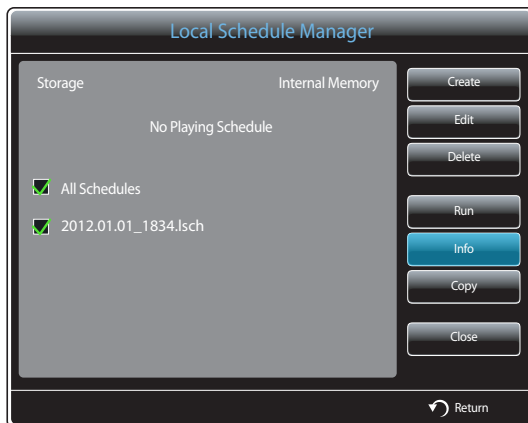 Local Schedule Manager
Storage Internal Memory
No Playing Schedule
All Schedules
2012.01.01_1834.lsch
Create
Edit
Delete
Run
Info
Copy
Close
Return